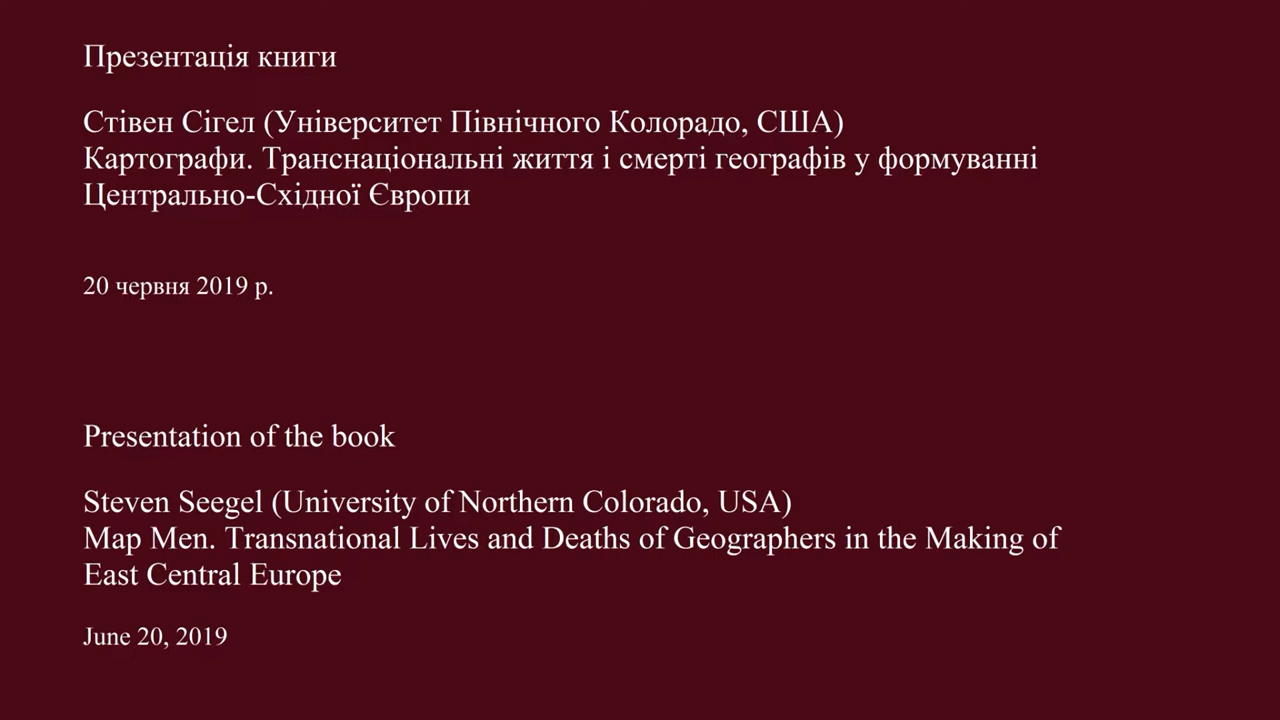 Презентація книги
Стівен Сігел (Університет Північного Колорадо, США)
Картографи. Транснаціональні життя і смерті географів у формуванні
Центрально-Східної Європи
20 червня 2019 р.
Presentation of the book
Steven Seegel (University of Northern Colorado, USA)
Map Men. Transnational Lives and Deaths of Geographers in the Making of
East Central Europe
June 20, 2019